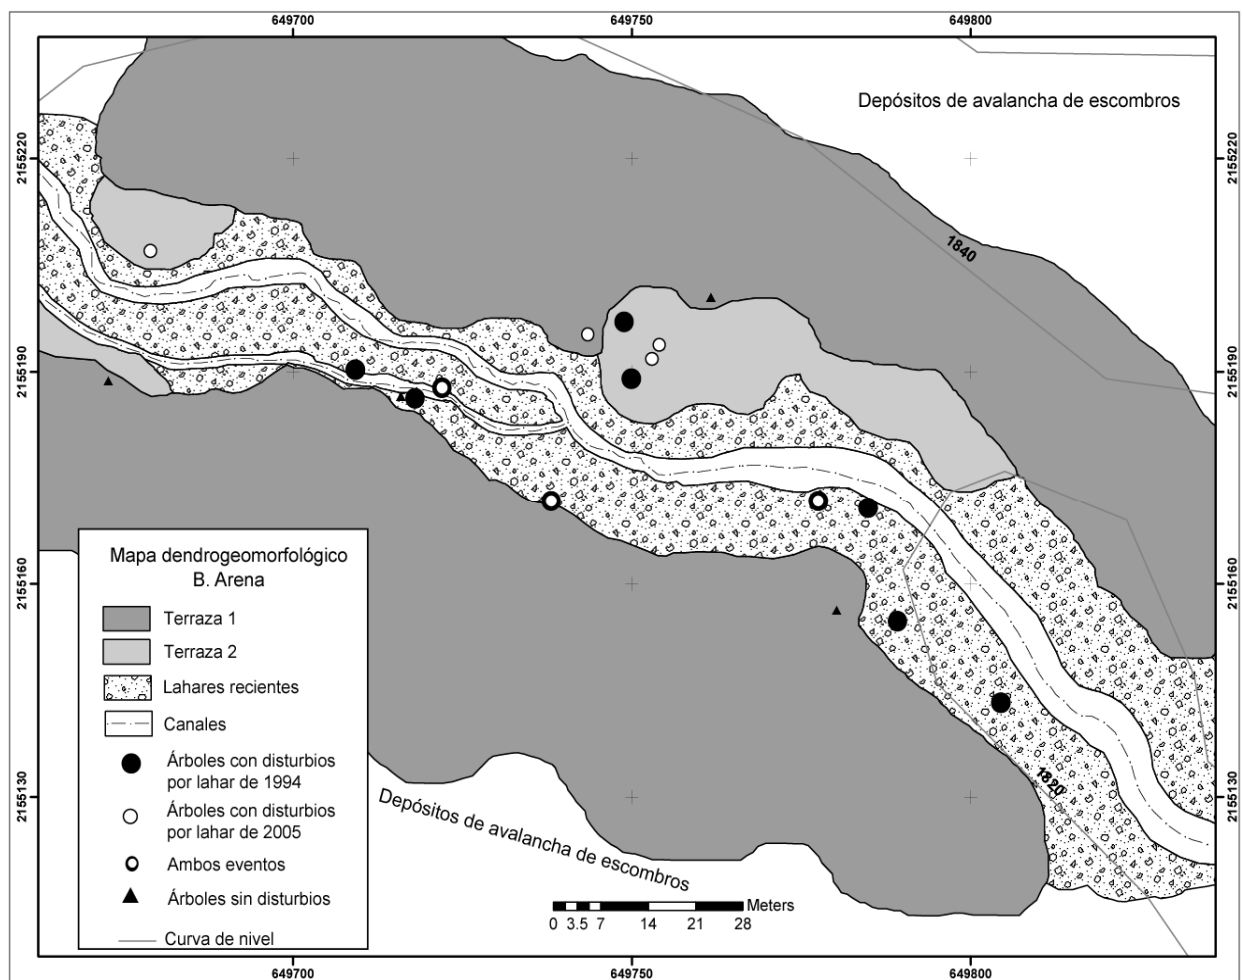 649700 649750 649800
Depósitos de avalancha de escombros
2155220 2155220
1840
2155190 2155190
Mapa dendrogeomorfológico
B. Arena
Terraza 1
Terraza 2
Lahares recientes
Canales
Árboles con disturbios
por lahar de 1994
Árboles con disturbios
por lahar de 2005
Ambos eventos
Árboles sin disturbios
Curva de nivel
2155160 2155160
1820
2155130 2155130
Depósitos de avalancha de escombros
Meters
0 3.5 7 14 21 28
649700 649750 649800